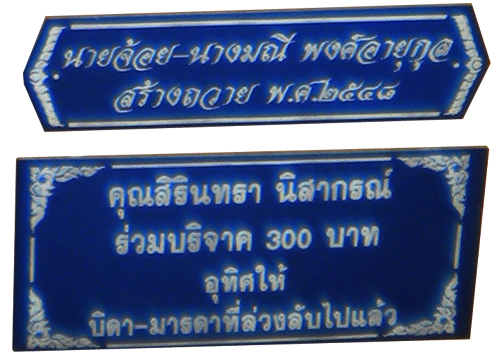 นายจ้อย-นางมณี พงศ์อายุกูล
สร้างถวาย พ.ศ.๒๕๔๘
คุณสิรินทรา นิสากรณ์
ร่วมบริจาค 300 บาท
อุทิศให้
บิดา-มารดาที่ล่วงลับไปแล้ว